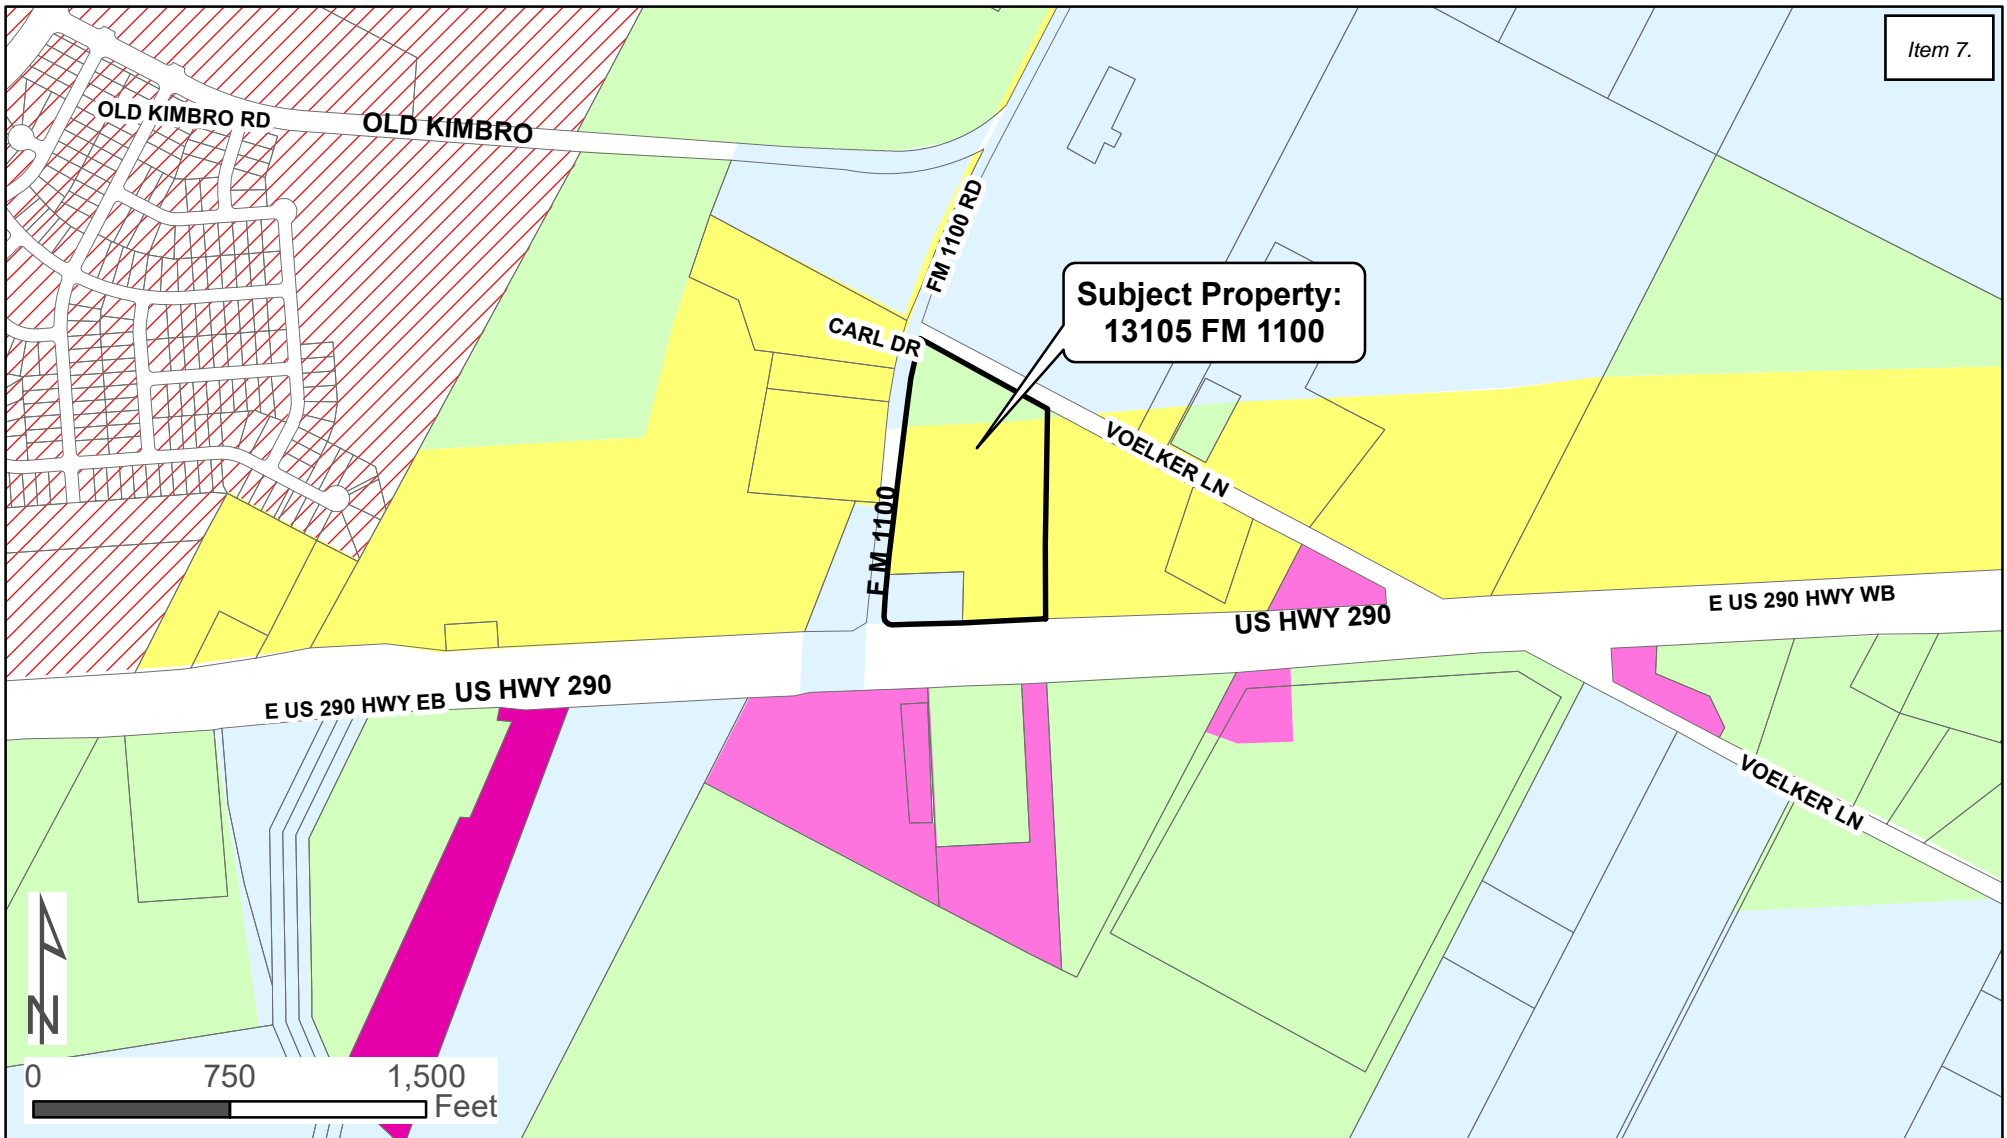 Item 7.
OLD KIMBRO RD
OLD KIMBRO
FM 1100 RD
Subject Property:
13105 FM 1100
CARL DR
VOELKER LN
F M 1100
E US 290 HWY WB
US HWY 290
US HWY 290
E US 290 HWY EB
VOELKER LN
N
0 750 1,500
Feet